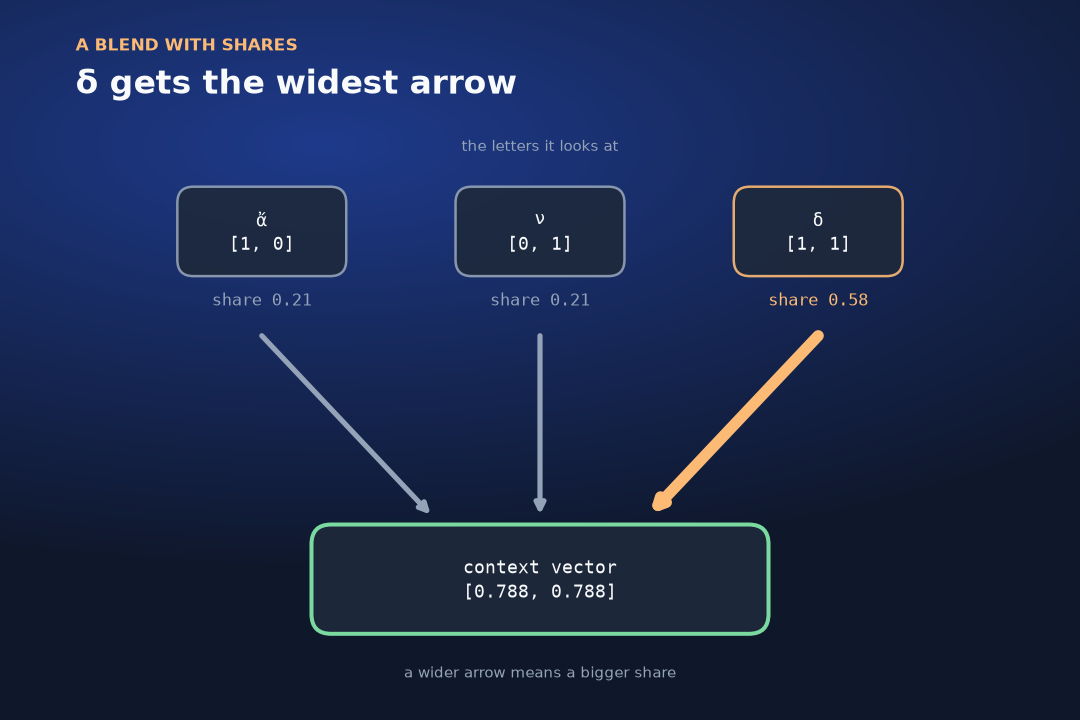 A BLEND WITH SHARES
δ gets the widest arrow
the letters it looks at
ἄ
[1, 0]
share 0.21
ν
[0, 1]
share 0.21
δ
[1, 1]
share 0.58
context vector
[0.788, 0.788]
a wider arrow means a bigger share